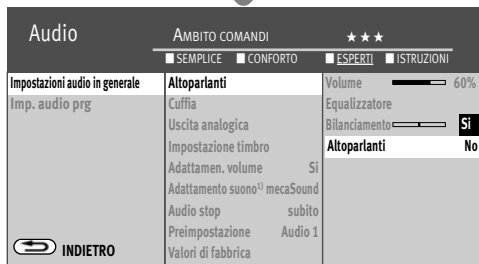 Audio
AMBITO COMANDI ★★★
SEMPLICE CONFORTO ESPERTI ISTRUZIONI
Impostazioni audio in generale
Imp. audio prg
INDIETRO
Altoparlanti
Cuffia
Uscita analogica
Impostazione timbro
Adattamen. volume Si
Adattamento suono1) mecaSound
Audio stop subito
Preimpostazione Audio 1
Valori di fabbrica
Volume 60%
Equalizzatore
Bilanciamento Si
Altoparlanti No